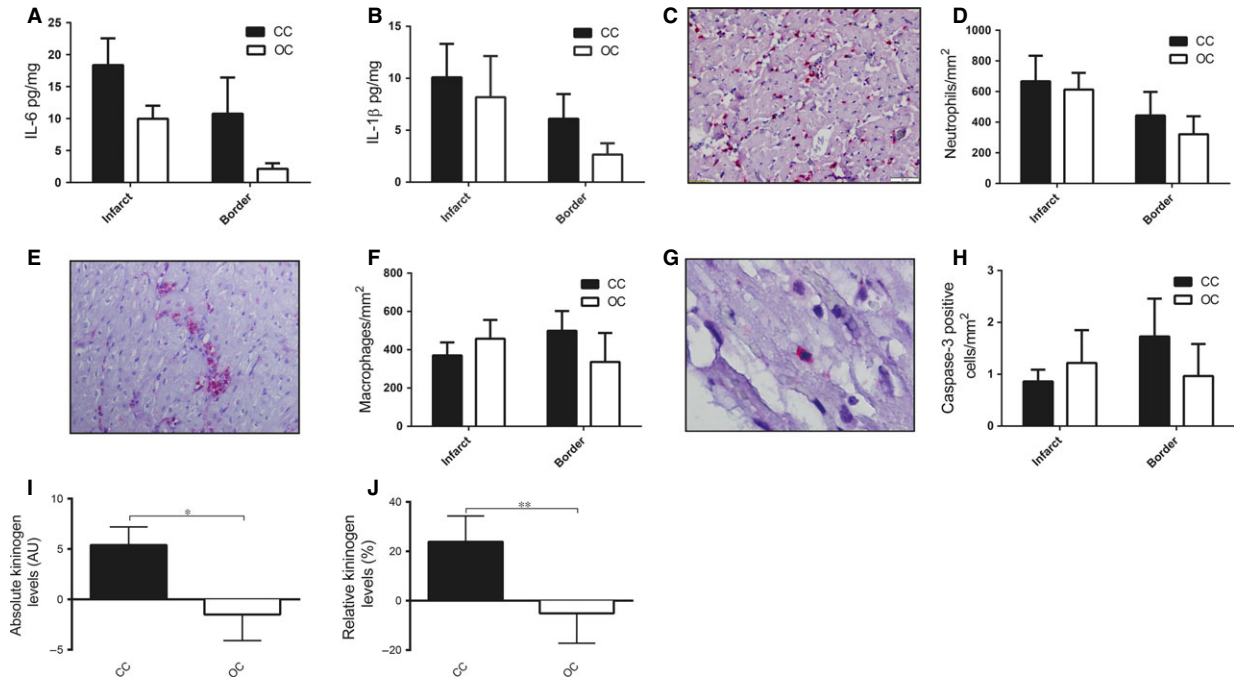 A
IL-6 pg/mg
25
20
15
10
5
0
CC
OC
Infarct
Border
B
IL-1β pg/mg
15
10
5
0
CC
OC
Infarct
Border
C
D
Neutrophils/mm²
1000
800
600
400
200
0
CC
OC
Infarct
Border
E
F
Macrophages/mm²
800
600
400
200
0
CC
OC
Infarct
Border
G
H
Caspase-3 positive
cells/mm²
3
2
1
0
CC
OC
Infarct
Border
I
Absolute kininogen
levels (AU)
10
5
0
–5
*
CC
OC
J
Relative kininogen
levels (%)
40
20
0
–20
**
CC
OC